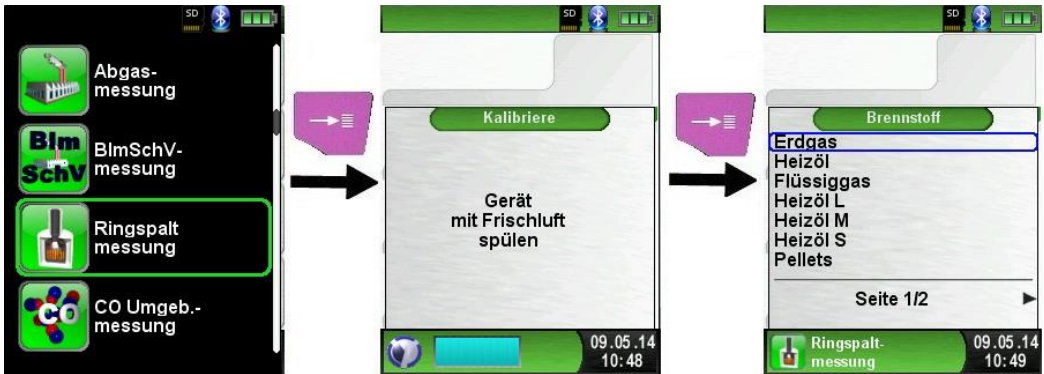 SD
Abgas-
messung
BIm
SchV
BImSchV-
messung
Ringspalt
messung
CO
CO Umgeb.-
messung
SD
Kalibriere
Gerät
mit Frischluft
spülen
09.05.14
10:48
SD
Brennstoff
Erdgas
Heizöl
Flüssiggas
Heizöl L
Heizöl M
Heizöl S
Pellets
Seite 1/2
Ringspalt-
messung
09.05.14
10:49